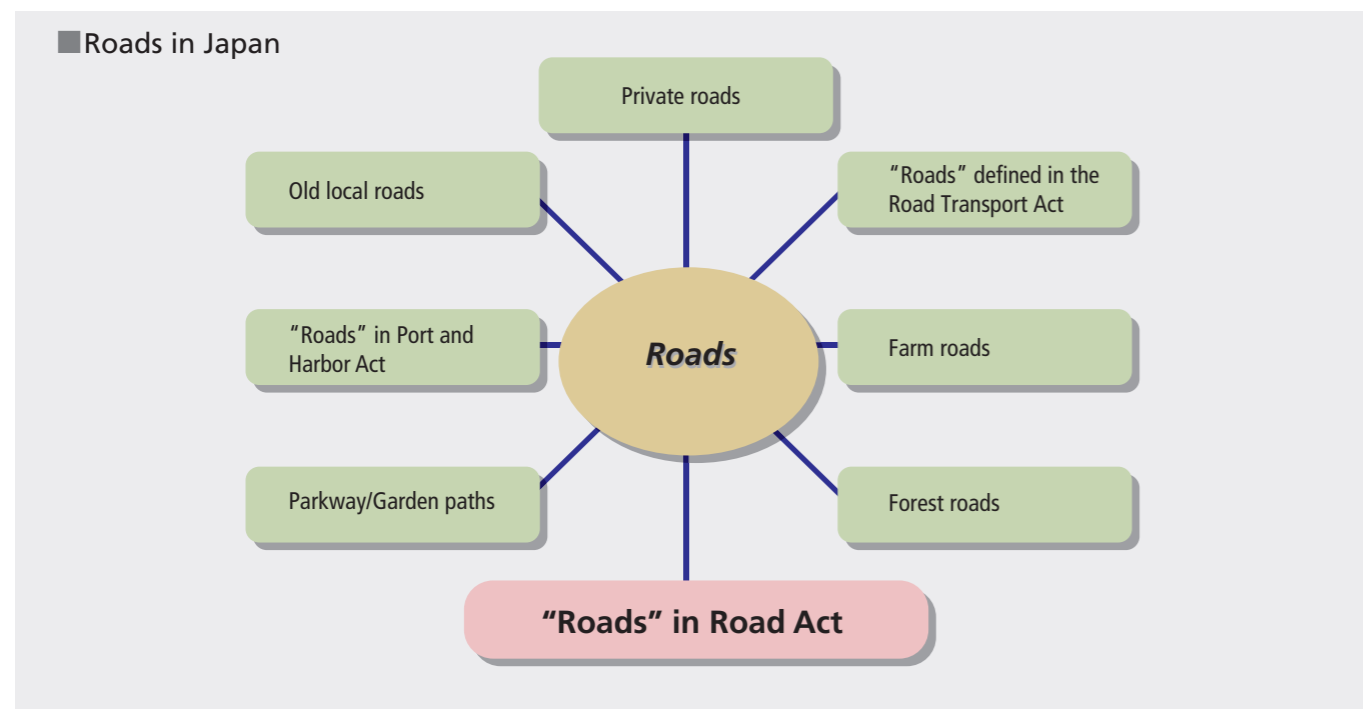 ■Roads in Japan
Private roads
Old local roads
“Roads” defined in the
Road Transport Act
“Roads” in Port and
Harbor Act
Roads
Farm roads
Parkway/Garden paths
Forest roads
“Roads” in Road Act